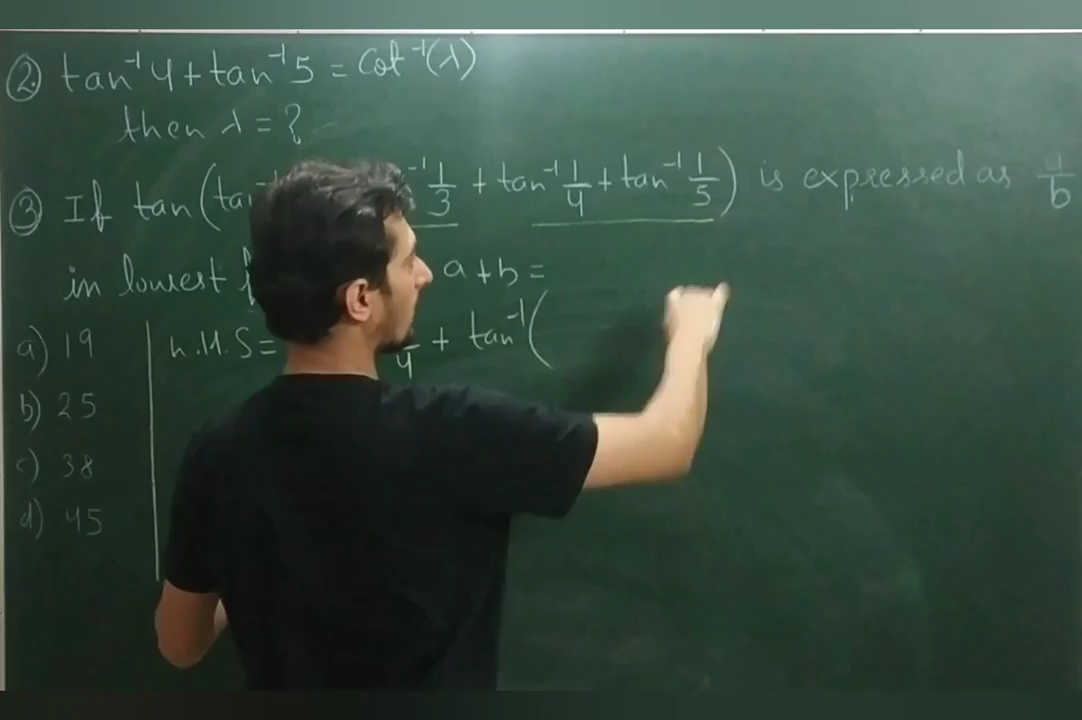 ② tan⁻¹4 + tan⁻¹5 = Cot⁻¹(λ)
then λ = ?
③ If tan(tan⁻¹ ⁻¹1/3 + tan⁻¹1/4 + tan⁻¹1/5) is expressed as a/b
in lowest a+b =
a) 19
b) 25
c) 38
d) 45
L.H.S = 4 + tan⁻¹(